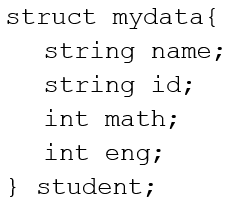 struct mydata{
    string name;
    string id;
    int math;
    int eng;
} student;